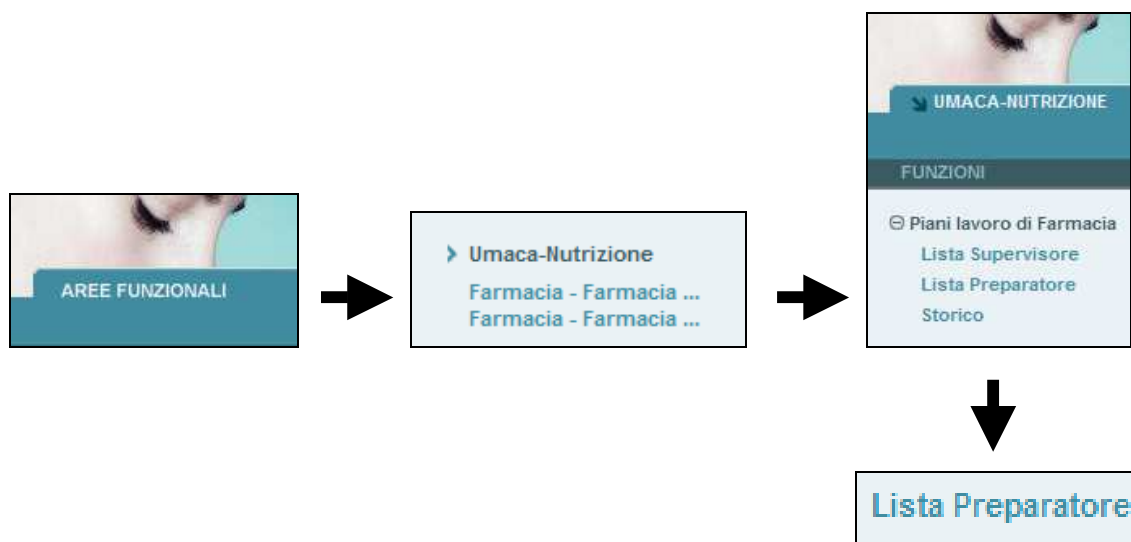 AREE FUNZIONALI
Umaca-Nutrizione
Farmacia - Farmacia ...
Farmacia - Farmacia ...
UMACA-NUTRIZIONE
FUNZIONI
Piani lavoro di Farmacia
Lista Supervisore
Lista Preparatore
Storico
Lista Preparatore